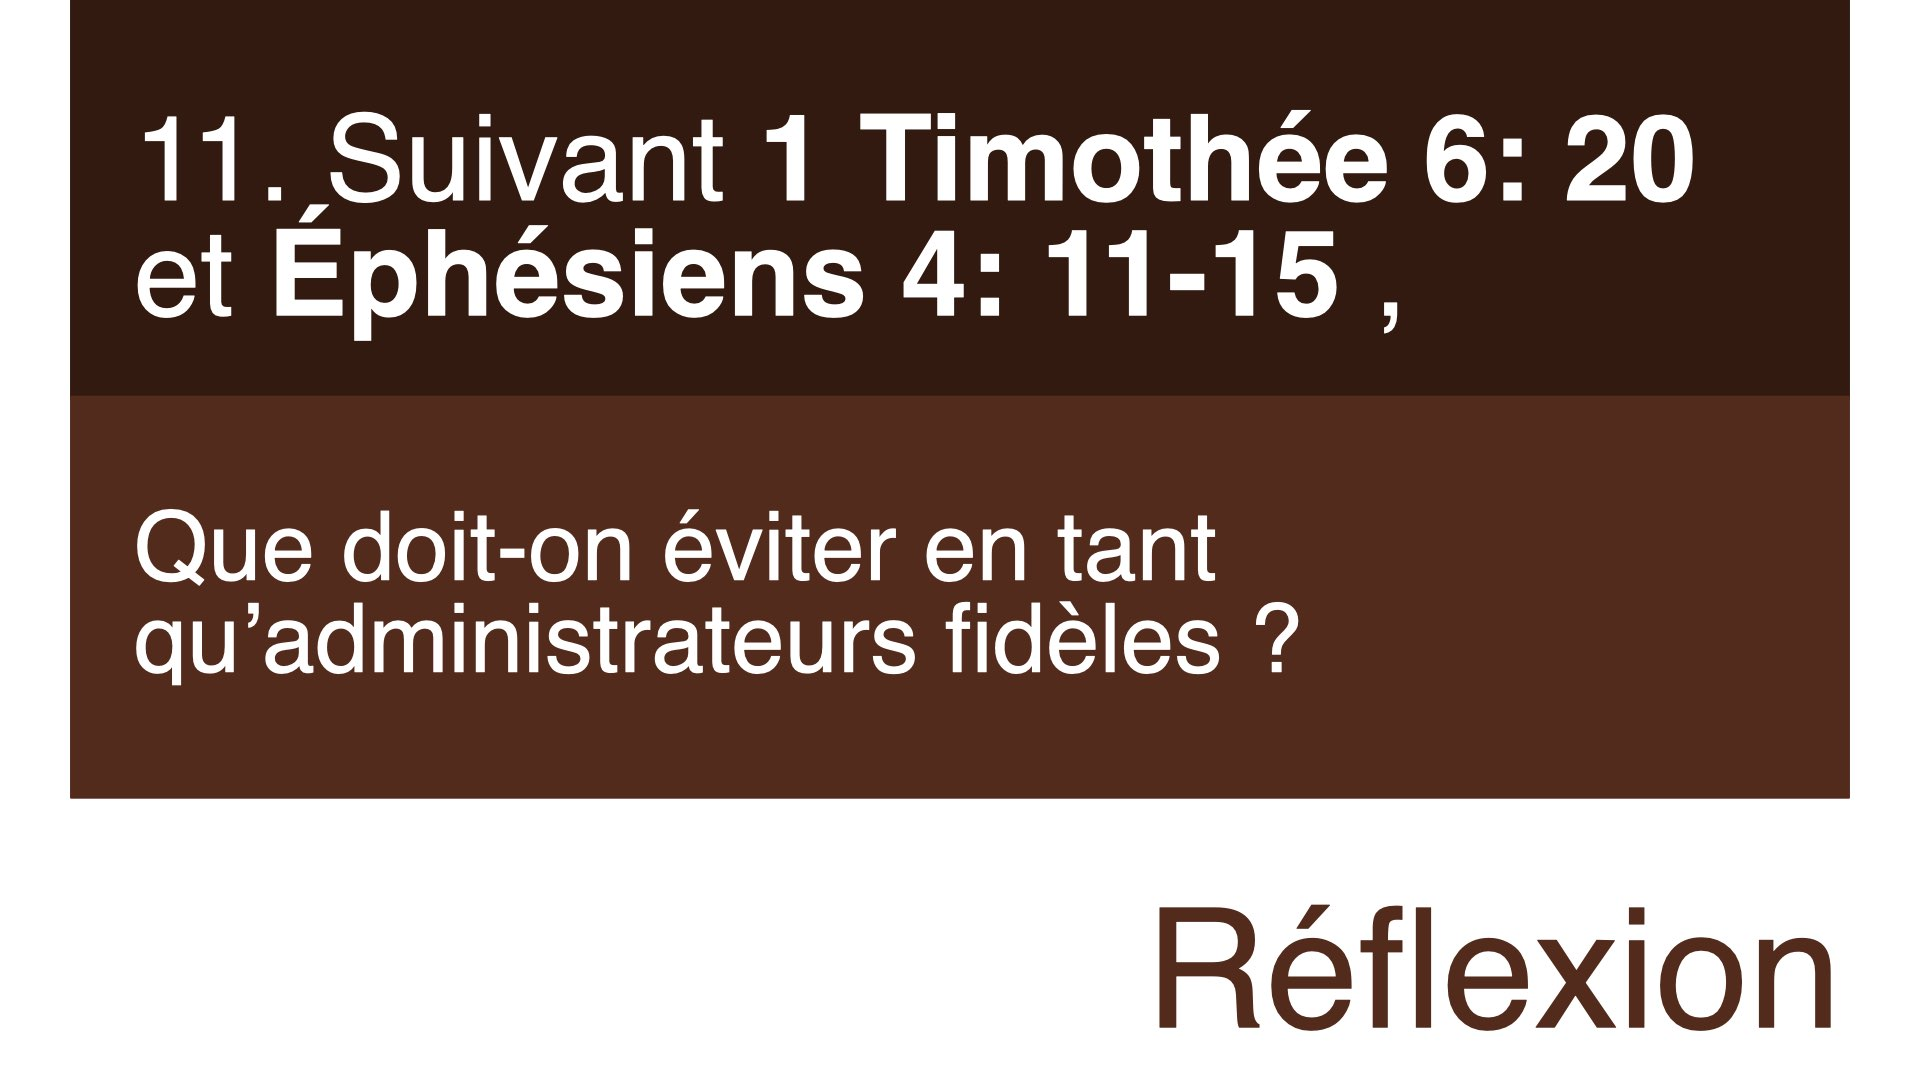 11. Suivant 1 Timothée 6: 20
et Éphésiens 4: 11-15 ,
Que doit-on éviter en tant
qu’administrateurs fidèles ?
Réflexion